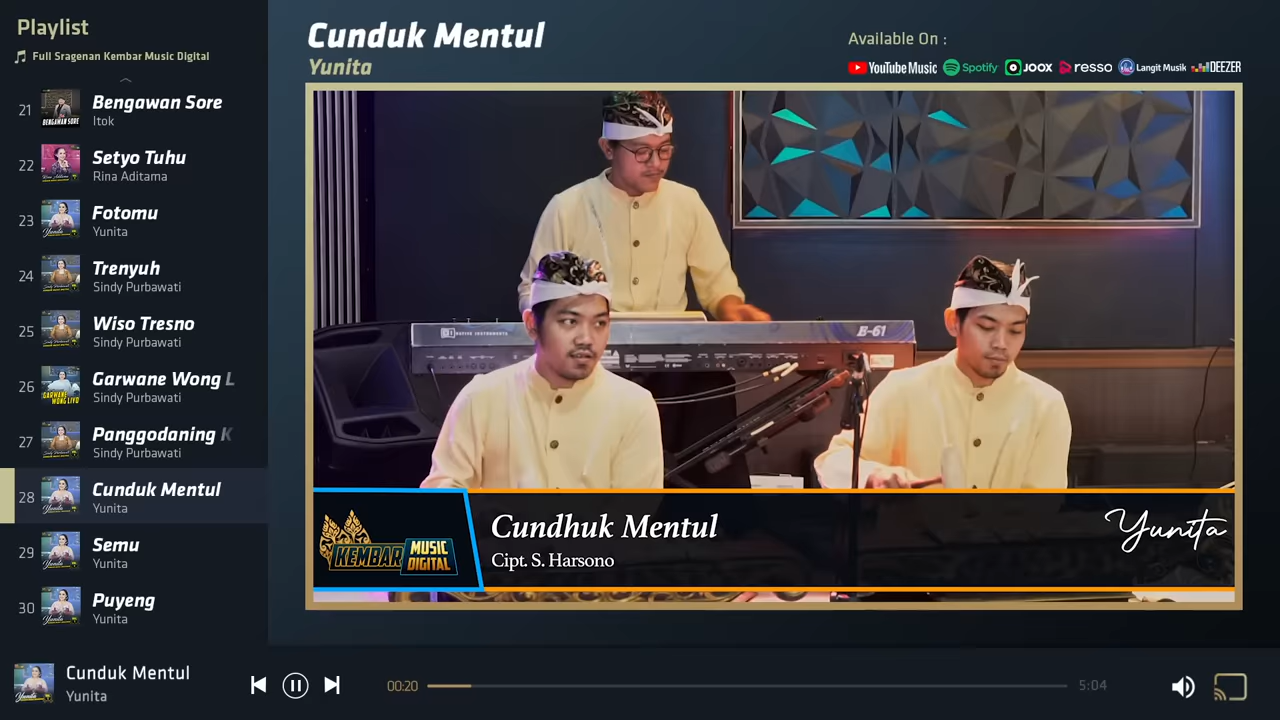 Playlist
Full Sragenan Kembar Music Digital
21
Bengawan Sore
Itok
22
Setyo Tuhu
Rina Aditama
23
Fotomu
Yunita
24
Trenyuh
Sindy Purbawati
25
Wiso Tresno
Sindy Purbawati
26
Garwane Wong L
Sindy Purbawati
27
Panggodaning K
Sindy Purbawati
28
Cunduk Mentul
Yunita
29
Semu
Yunita
30
Puyeng
Yunita
Cunduk Mentul
Yunita
Available On :
YouTube Music Spotify JOOX resso Langit Musik DEEZER
E-61
KEMBAR MUSIC DIGITAL
Cundhuk Mentul
Cipt. S. Harsono
Yunita
Cunduk Mentul
Yunita
00:20
5:04